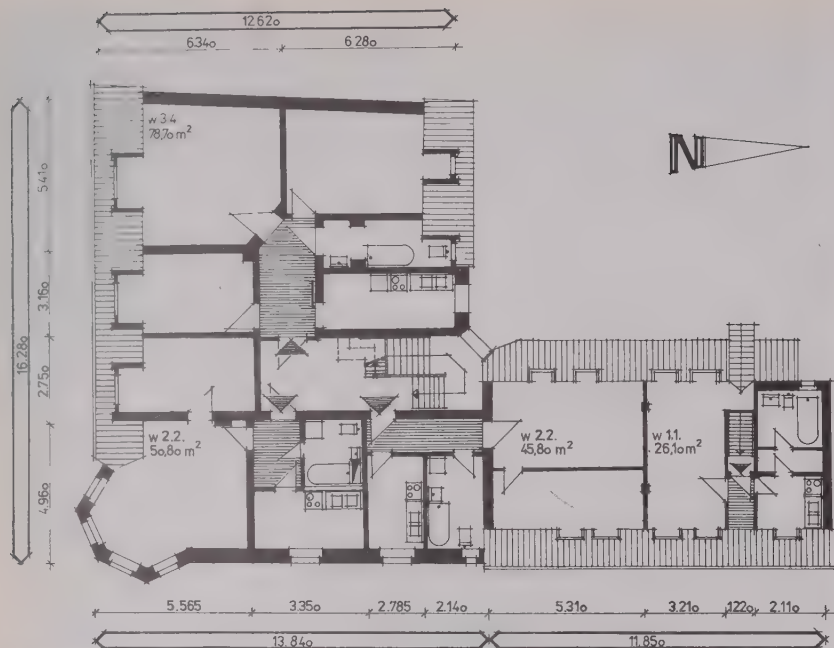 12.62o
6.34o
6.28o
w 3.4
78,7o m²
N
5.41o
3.16o
2.75o
4.96o
16.28o
w 2.2.
5o,8o m²
w 2.2.
45,8o m²
w 1.1.
26,1o m²
5.565
3.35o
2.785
2.14o
5.31o
3.21o
1.22o
2.11o
13.84o
11.85o